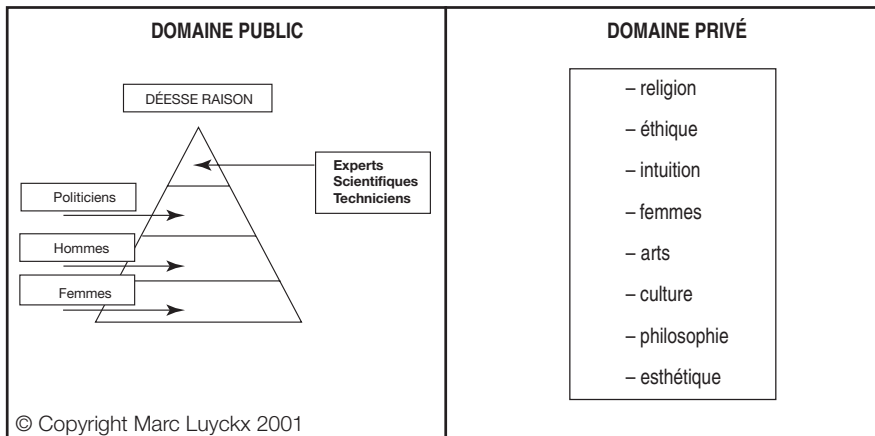 DOMAINE PUBLIC
DÉESSE RAISON
Experts
Scientifiques
Techniciens
Politiciens
Hommes
Femmes
© Copyright Marc Luyckx 2001
DOMAINE PRIVÉ
– religion
– éthique
– intuition
– femmes
– arts
– culture
– philosophie
– esthétique